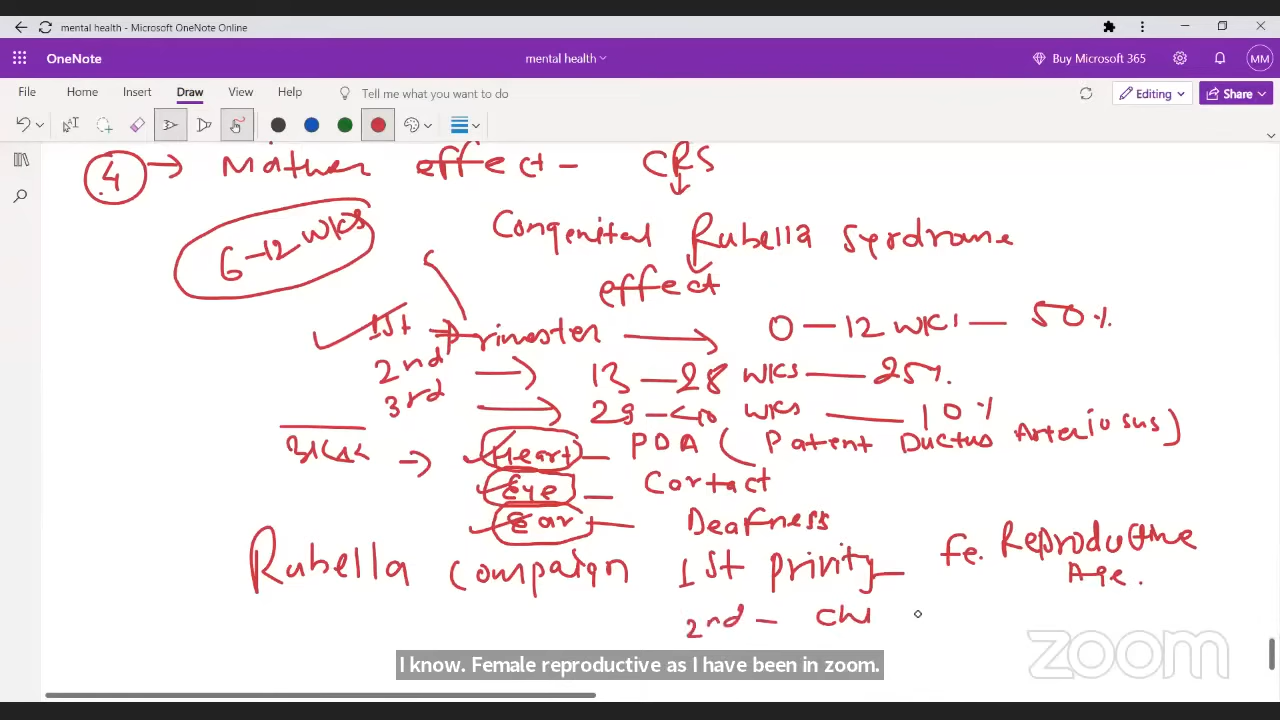 mental health - Microsoft OneNote Online
OneNote
mental health
Buy Microsoft 365
MM
File Home Insert Draw View Help Tell me what you want to do
Editing Share
4 → Mother effect - CRS
6-12 WKS
Congenital Rubella Syrdrome
effect
1St Trimester → 0 - 12 WKS - 50%
2nd → 13 - 28 WKS - 25%
3rd → 29 - 40 WKS - 10%
→ Heart - PDA (Patent Ductus Arteriosus)
Eye - Cortact
Ear - Deafness
Rubella Compaign 1St privity - fe. Reproductive
Age.
2nd - Chi
I know. Female reproductive as I have been in zoom.
zoom